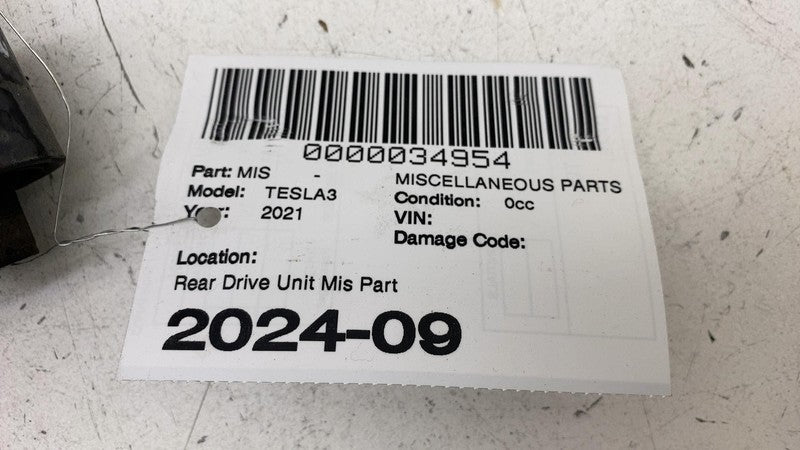 0000034954
Part: MIS - MISCELLANEOUS PARTS
Model: TESLA3 Condition: 0cc
Year: 2021 VIN:
Damage Code:
Location:
Rear Drive Unit Mis Part
2024-09